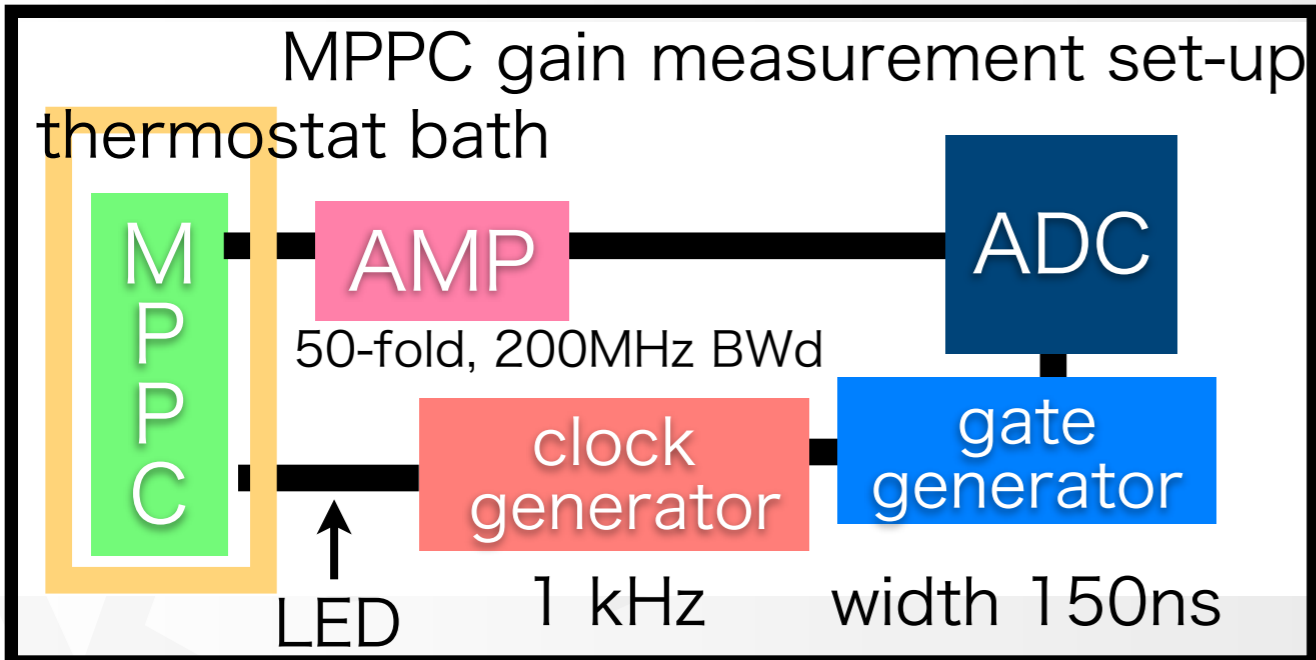 MPPC gain measurement set-up
thermostat bath
M
P
P
C
AMP
ADC
50-fold, 200MHz BWd
clock
generator
gate
generator
LED
1 kHz
width 150ns